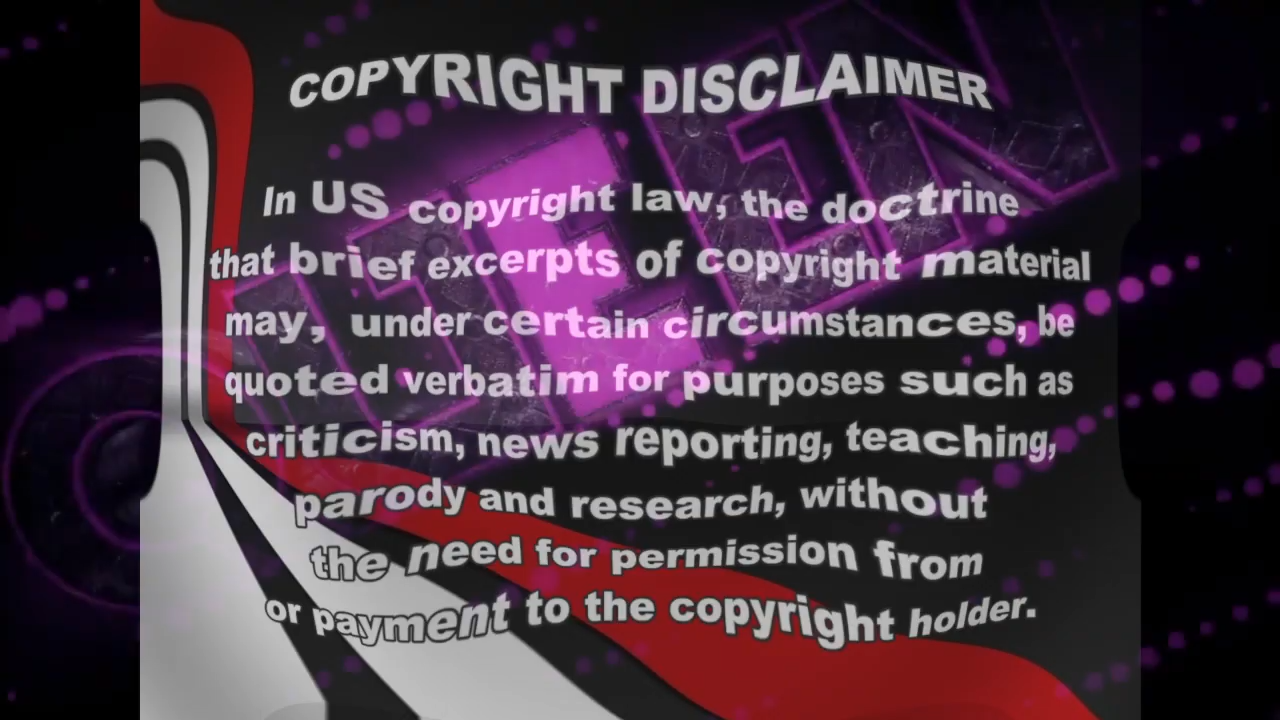 COPYRIGHT DISCLAIMER
In US copyright law, the doctrine
that brief excerpts of copyright material
may, under certain circumstances, be
quoted verbatim for purposes such as
criticism, news reporting, teaching,
parody and research, without
the need for permission from
or payment to the copyright holder.